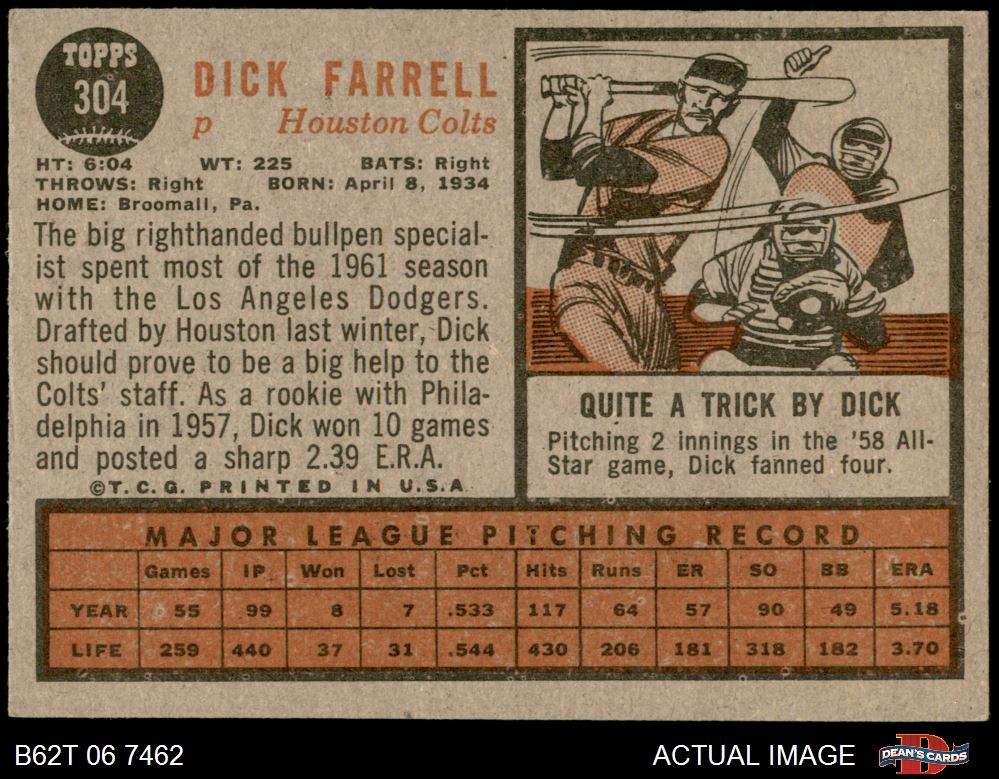 TOPPS
304
DICK FARRELL
p Houston Colts
HT: 6:04 WT: 225 BATS: Right
THROWS: Right BORN: April 8, 1934
HOME: Broomall, Pa.
The big righthanded bullpen special-
ist spent most of the 1961 season
with the Los Angeles Dodgers.
Drafted by Houston last winter, Dick
should prove to be a big help to the
Colts' staff. As a rookie with Phila-
delphia in 1957, Dick won 10 games
and posted a sharp 2.39 E.R.A.
©T.C.G. PRINTED IN U.S.A.
QUITE A TRICK BY DICK
Pitching 2 innings in the '58 All-
Star game, Dick fanned four.
MAJOR LEAGUE PITCHING RECORD
Games IP Won Lost Pct Hits Runs ER SO BB ERA
YEAR 55 99 8 7 .533 117 64 57 90 49 5.18
LIFE 259 440 37 31 .544 430 206 181 318 182 3.70
B62T 06 7462 ACTUAL IMAGE DEAN'S CARDS